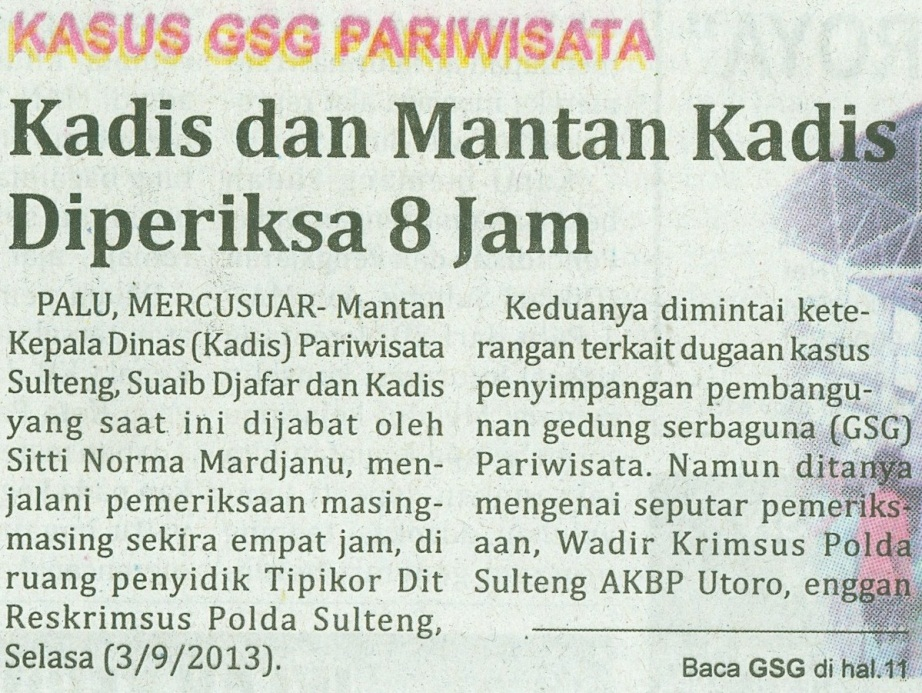 KASUS GSG PARIWISATA
Kadis dan Mantan Kadis
Diperiksa 8 Jam
PALU, MERCUSUAR- Mantan
Kepala Dinas (Kadis) Pariwisata
Sulteng, Suaib Djafar dan Kadis
yang saat ini dijabat oleh
Sitti Norma Mardjanu, men-
jalani pemeriksaan masing-
masing sekira empat jam, di
ruang penyidik Tipikor Dit
Reskrimsus Polda Sulteng,
Selasa (3/9/2013).
Keduanya dimintai kete-
rangan terkait dugaan kasus
penyimpangan pembangu-
nan gedung serbaguna (GSG)
Pariwisata. Namun ditanya
mengenai seputar pemeriks-
aan, Wadir Krimsus Polda
Sulteng AKBP Utoro, enggan
Baca GSG di hal.11